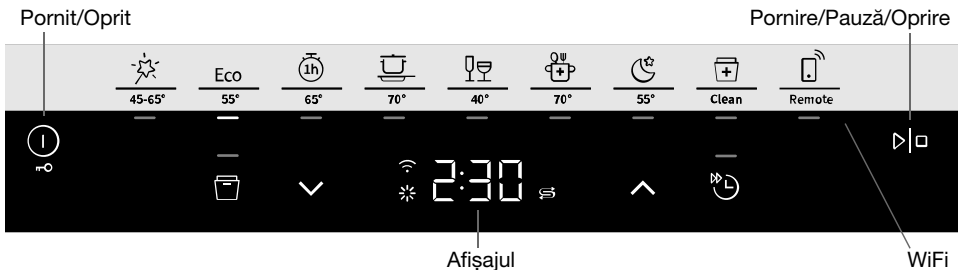 Pornit/Oprit
Pornire/Pauză/Oprire
1h
Eco
45-65° 55° 65° 70° 40° 70° 55° Clean Remote
2:30
Afișajul
WiFi